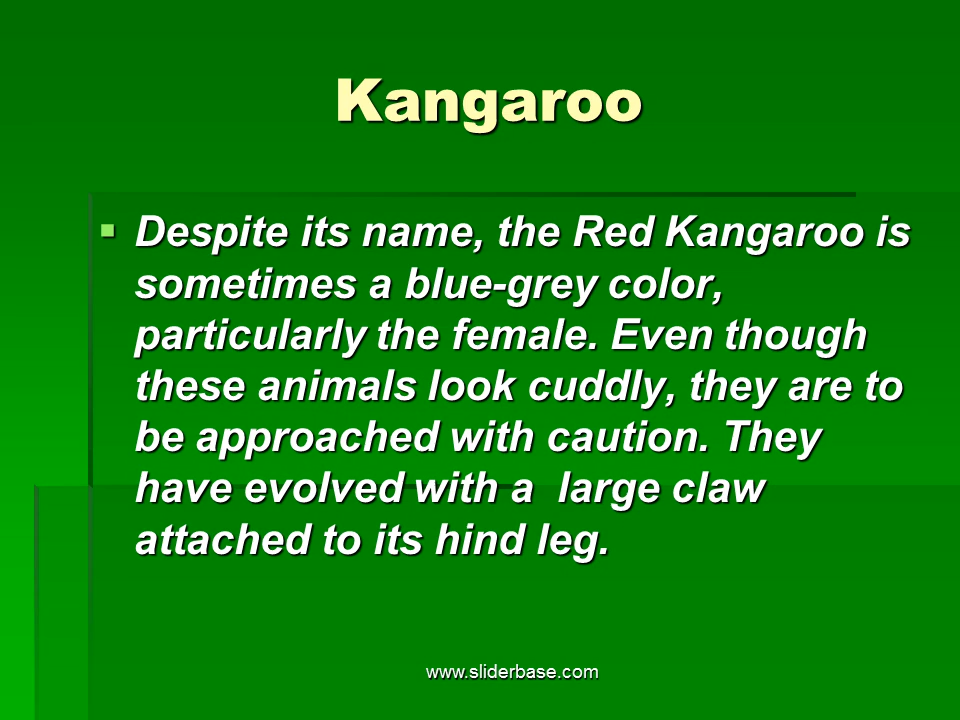 Kangaroo
Despite its name, the Red Kangaroo is
sometimes a blue-grey color,
particularly the female. Even though
these animals look cuddly, they are to
be approached with caution. They
have evolved with a  large claw
attached to its hind leg.
www.sliderbase.com